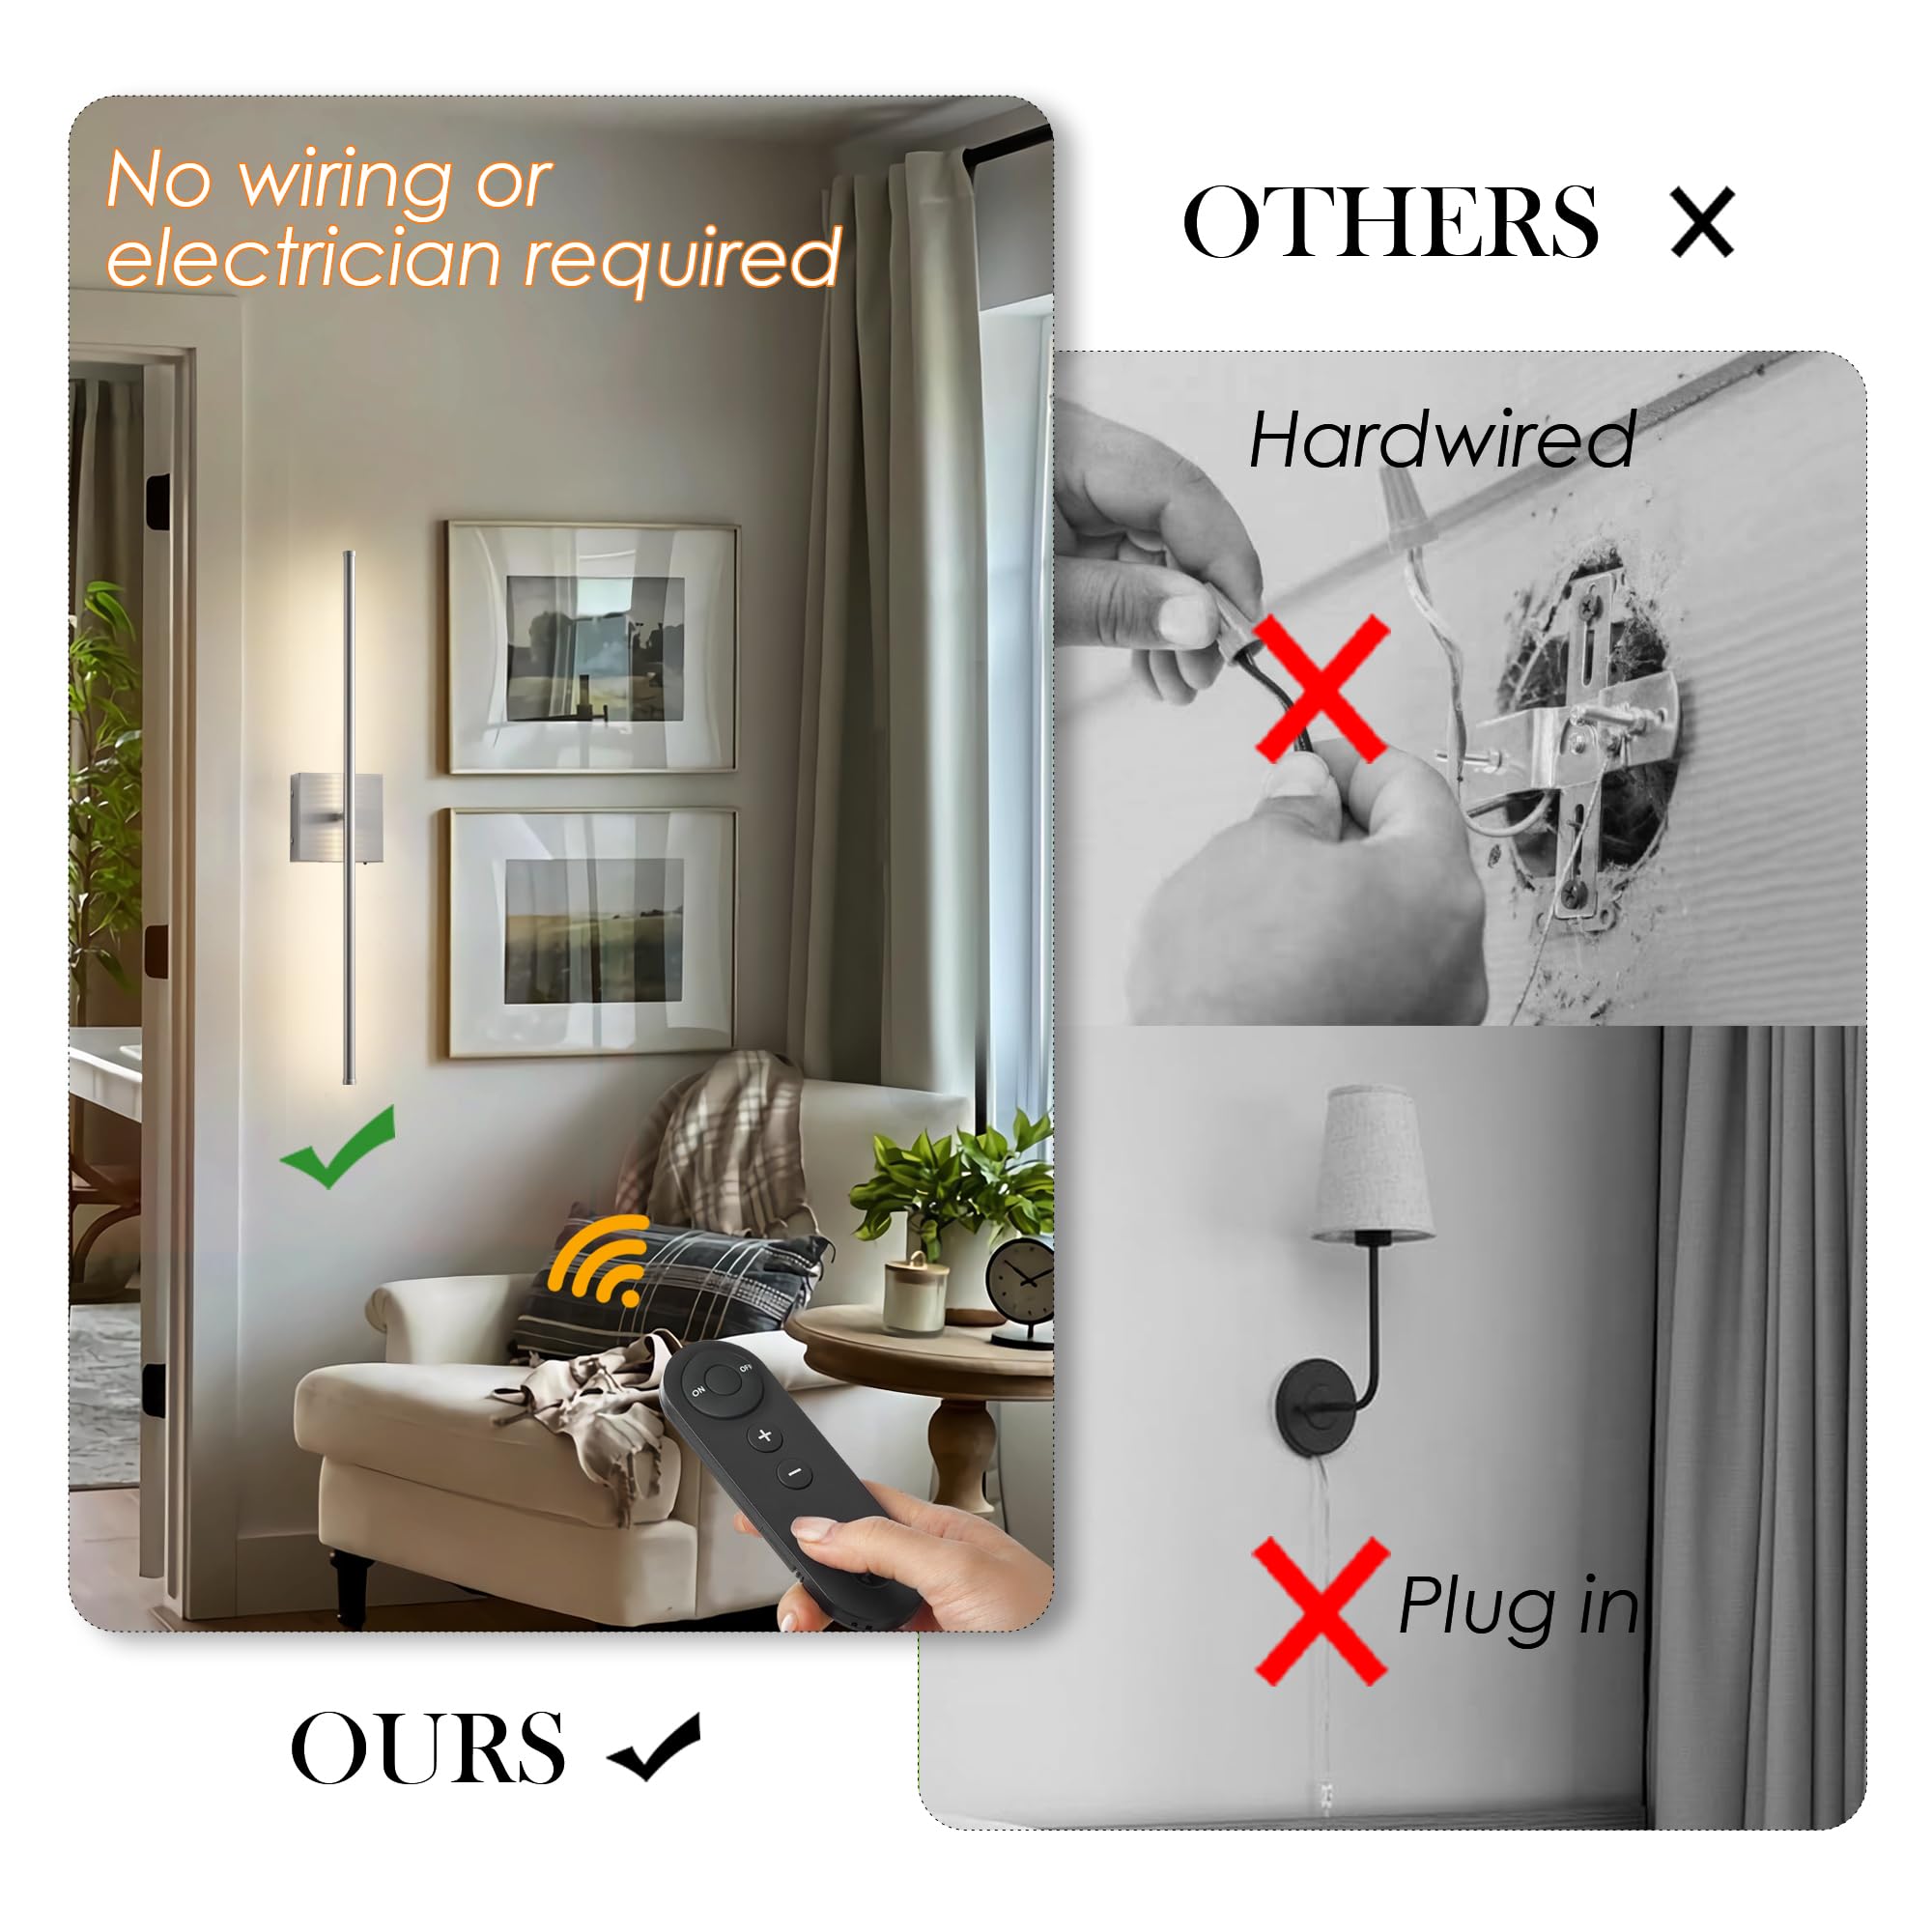 No wiring or
electrician required
OTHERS
Hardwired
ON
OFF
+
−
Plug in
OURS